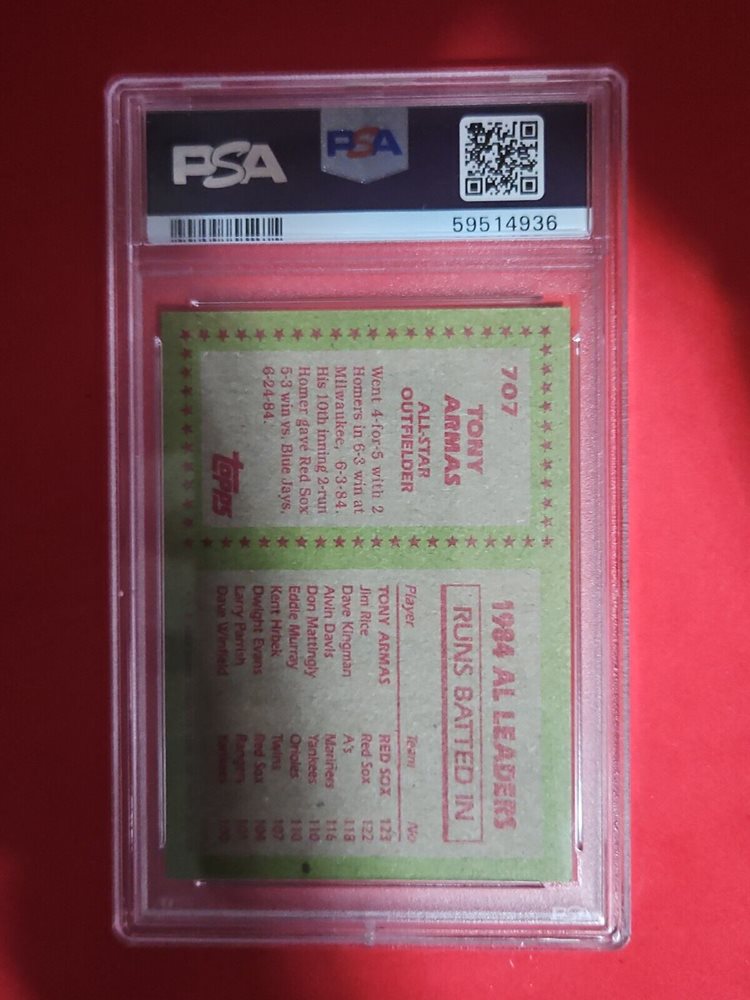 PSA
PSA
59514936
707
TONY
ARMAS
ALL-STAR
OUTFIELDER
Went 4-for-5 with 2
Homers in 6-3 win at
Milwaukee, 6-3-84.
His 10th inning 2-run
Homer gave Red Sox
5-3 win vs. Blue Jays,
6-24-84.
topps
1984 AL LEADERS
RUNS BATTED IN
Player Team No
TONY ARMAS RED SOX 123
Jim Rice Red Sox 122
Dave Kingman A's 118
Alvin Davis Mariners 116
Don Mattingly Yankees 110
Eddie Murray Orioles 110
Kent Hrbek Twins 107
Dwight Evans Red Sox 104
Larry Parrish Rangers 101
Dave Winfield Yankees 100